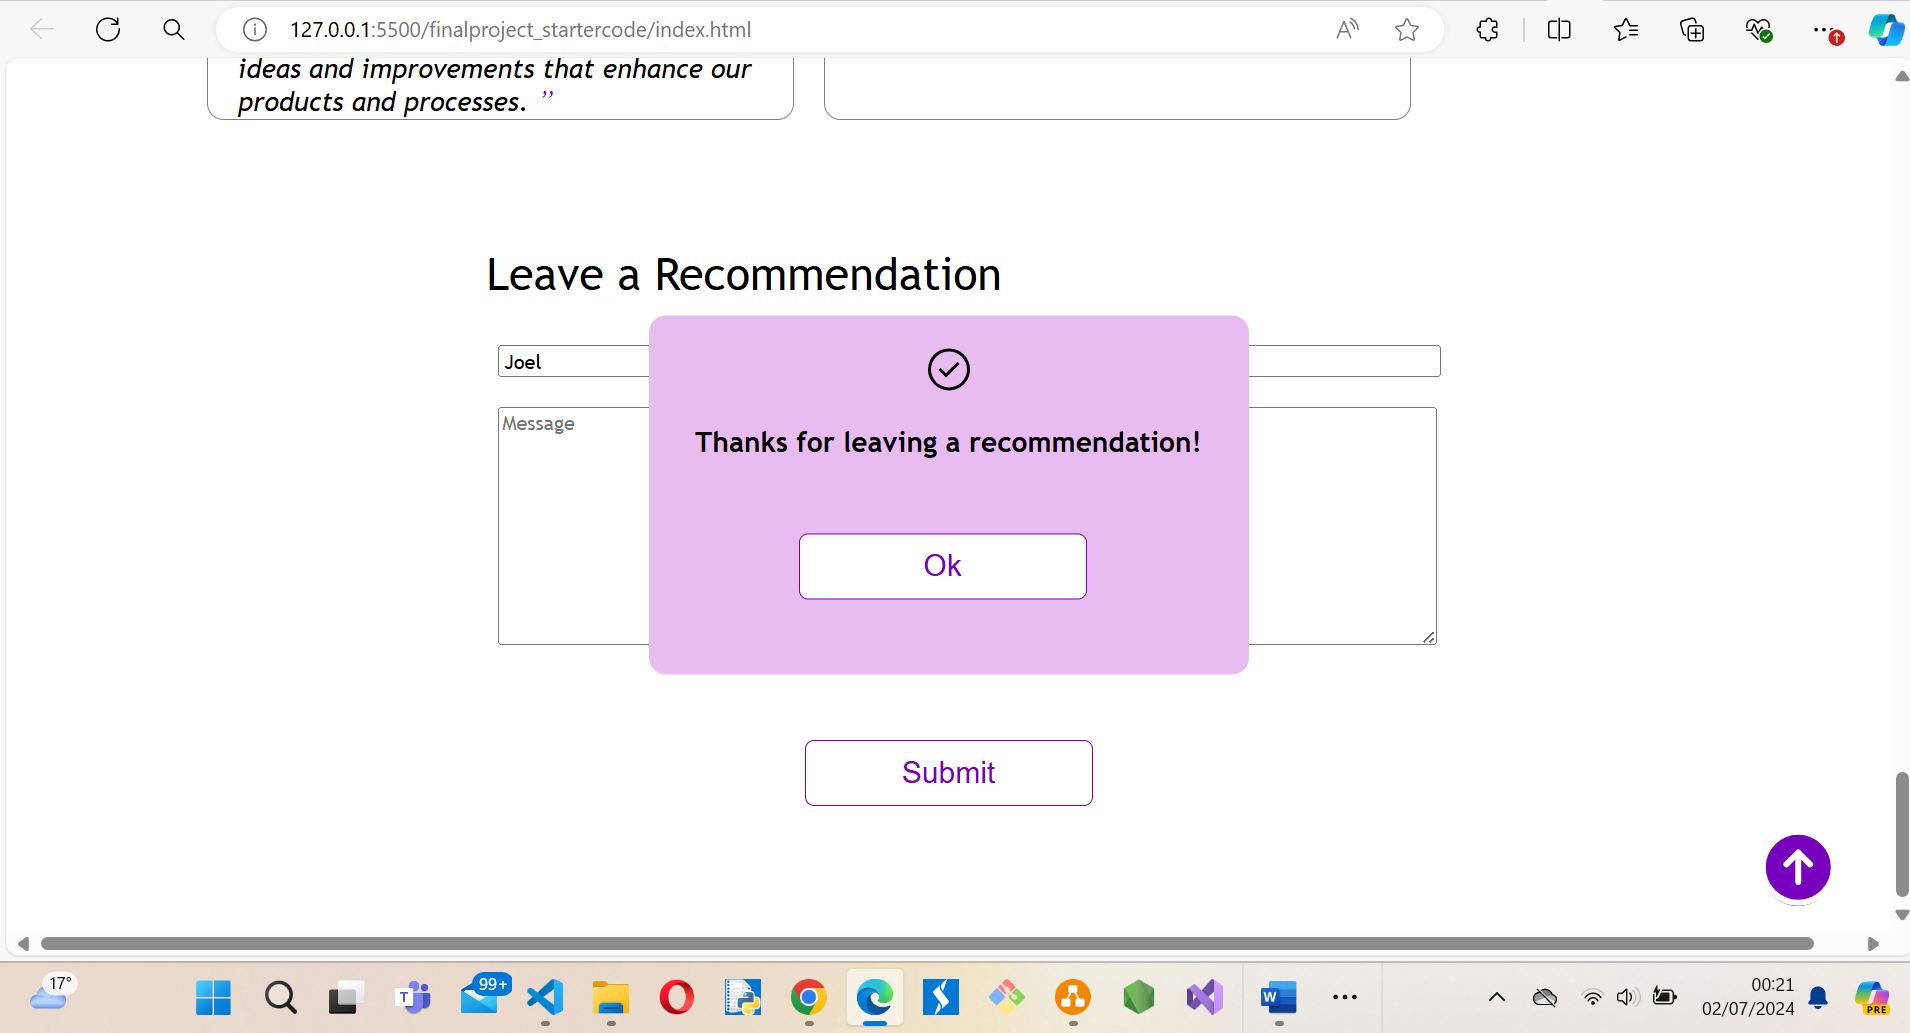 127.0.0.1:5500/finalproject_startercode/index.html
ideas and improvements that enhance our
products and processes. ”
Leave a Recommendation
Joel
Message
Thanks for leaving a recommendation!
Ok
Submit
17°
T
99+
W
00:21
02/07/2024
PRE